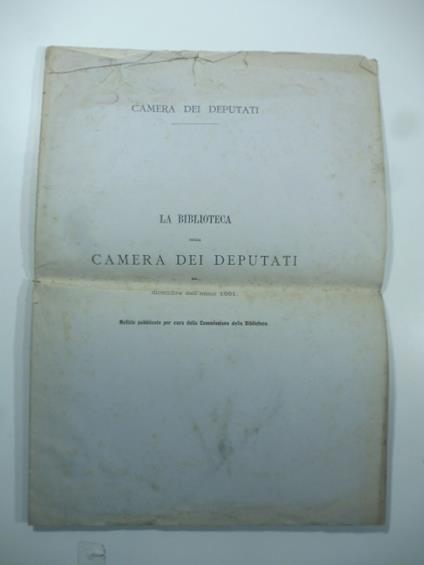 CAMERA DEI DEPUTATI
LA BIBLIOTECA
DELLA
CAMERA DEI DEPUTATI
dicembre dell'anno 1881.
Notizie pubblicate per cura della Commissione della Biblioteca.